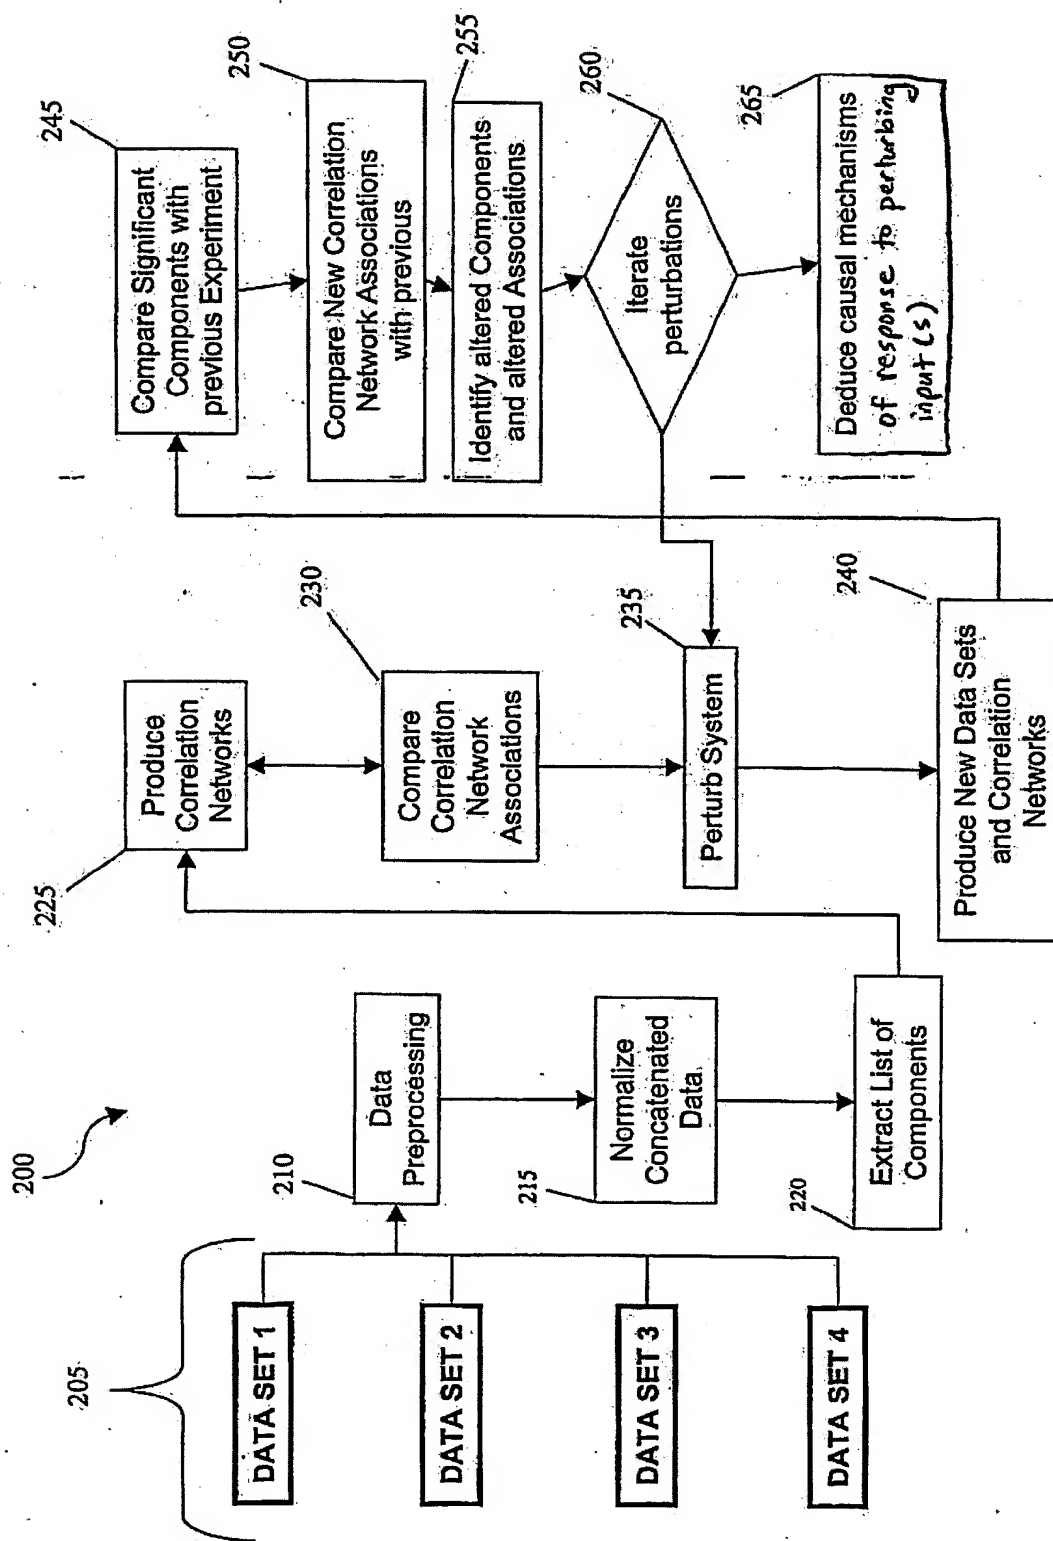 200
205
DATA SET 1
DATA SET 2
DATA SET 3
DATA SET 4
210
Data
Preprocessing
215
Normalize
Concatenated
Data
220
Extract List of
Components
225
Produce
Correlation
Networks
230
Compare
Correlation
Network
Associations
235
Perturb System
240
Produce New Data Sets
and Correlation
Networks
245
Compare Significant
Components with
previous Experiment
250
Compare New Correlation
Network Associations
with previous
255
Identify altered Components
and altered Associations
260
Iterate
perturbations
265
Deduce causal mechanisms
of response to perturbing
input(s)